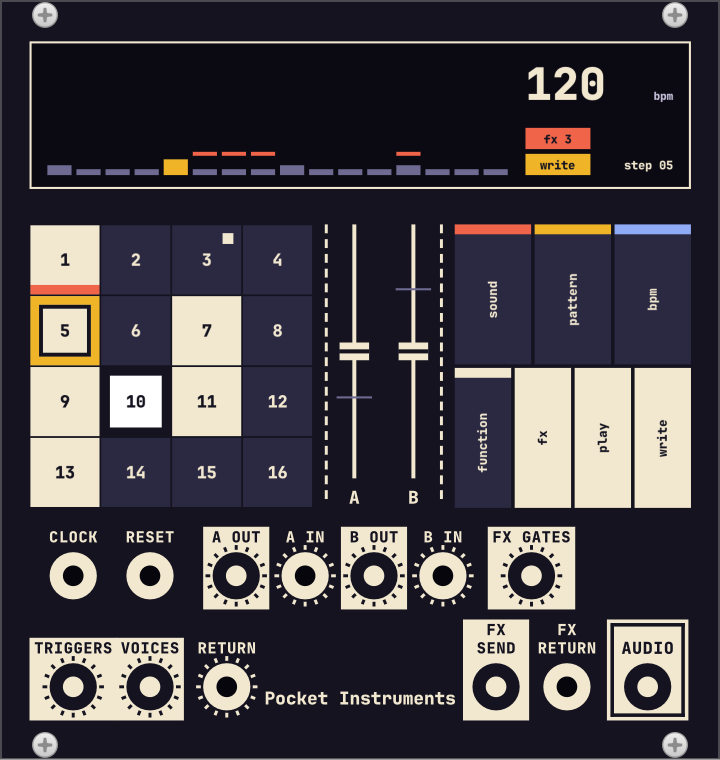 120 bpm
fx 3
write step 05
1 2 3 4
5 6 7 8
9 10 11 12
13 14 15 16
A B
sound pattern bpm
function fx play write
CLOCK RESET A OUT A IN B OUT B IN FX GATES
TRIGGERS VOICES RETURN
Pocket Instruments
FX SEND
FX RETURN
AUDIO